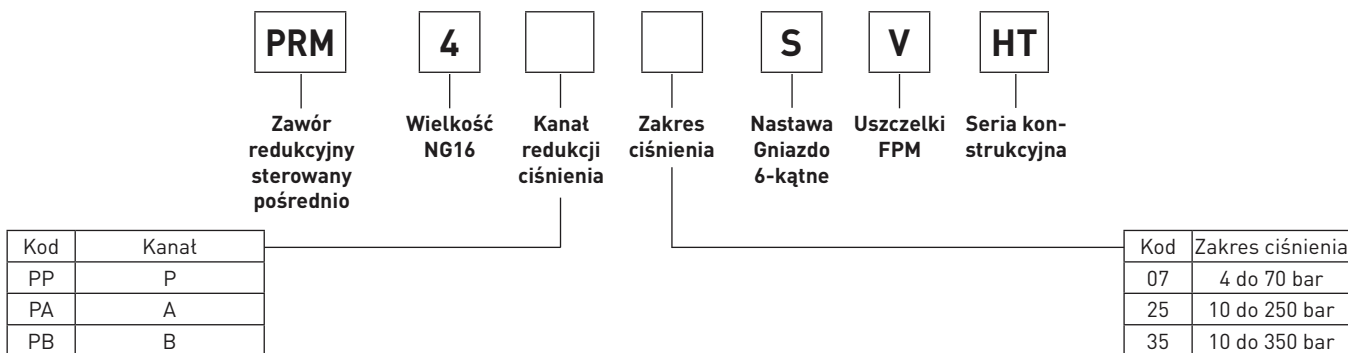 PRM 4 S V HT
Zawór
redukcyjny
sterowany
pośrednio
Wielkość
NG16
Kanał
redukcji
ciśnienia
Zakres
ciśnienia
Nastawa
Gniazdo
6-kątne
Uszczelki
FPM
Seria kon-
strukcyjna
Kod Kanał
PP P
PA A
PB B
Kod Zakres ciśnienia
07 4 do 70 bar
25 10 do 250 bar
35 10 do 350 bar